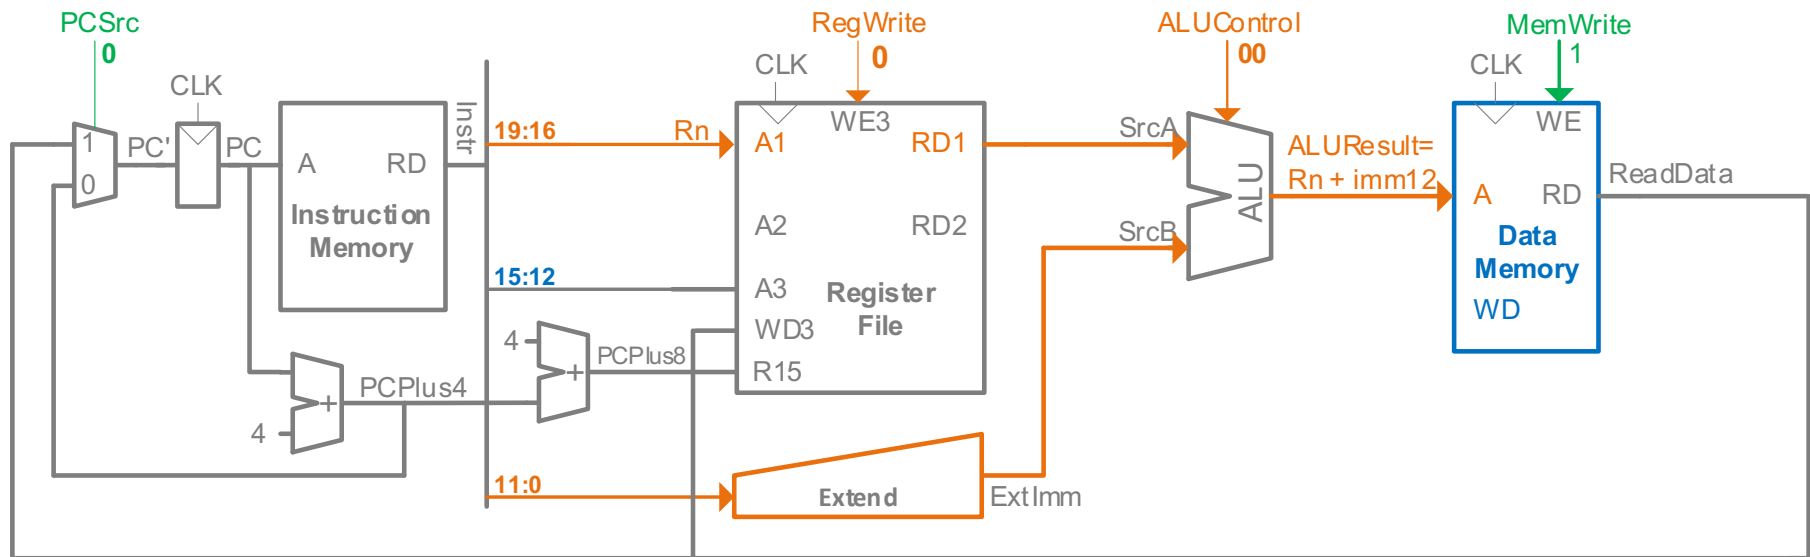 PCSrc
0
RegWrite
0
ALUControl
00
MemWrite
1
CLK
CLK
CLK
1
0
PC'
PC
A
RD
Instruction
Memory
Instr
19:16
Rn
A1
WE3
RD1
A2
RD2
15:12
A3
Register
File
WD3
R15
4
+
PCPlus8
4
+
PCPlus4
11:0
Extend
ExtImm
SrcA
SrcB
ALU
ALUResult=
Rn + imm12
WE
A
RD
Data
Memory
WD
ReadData